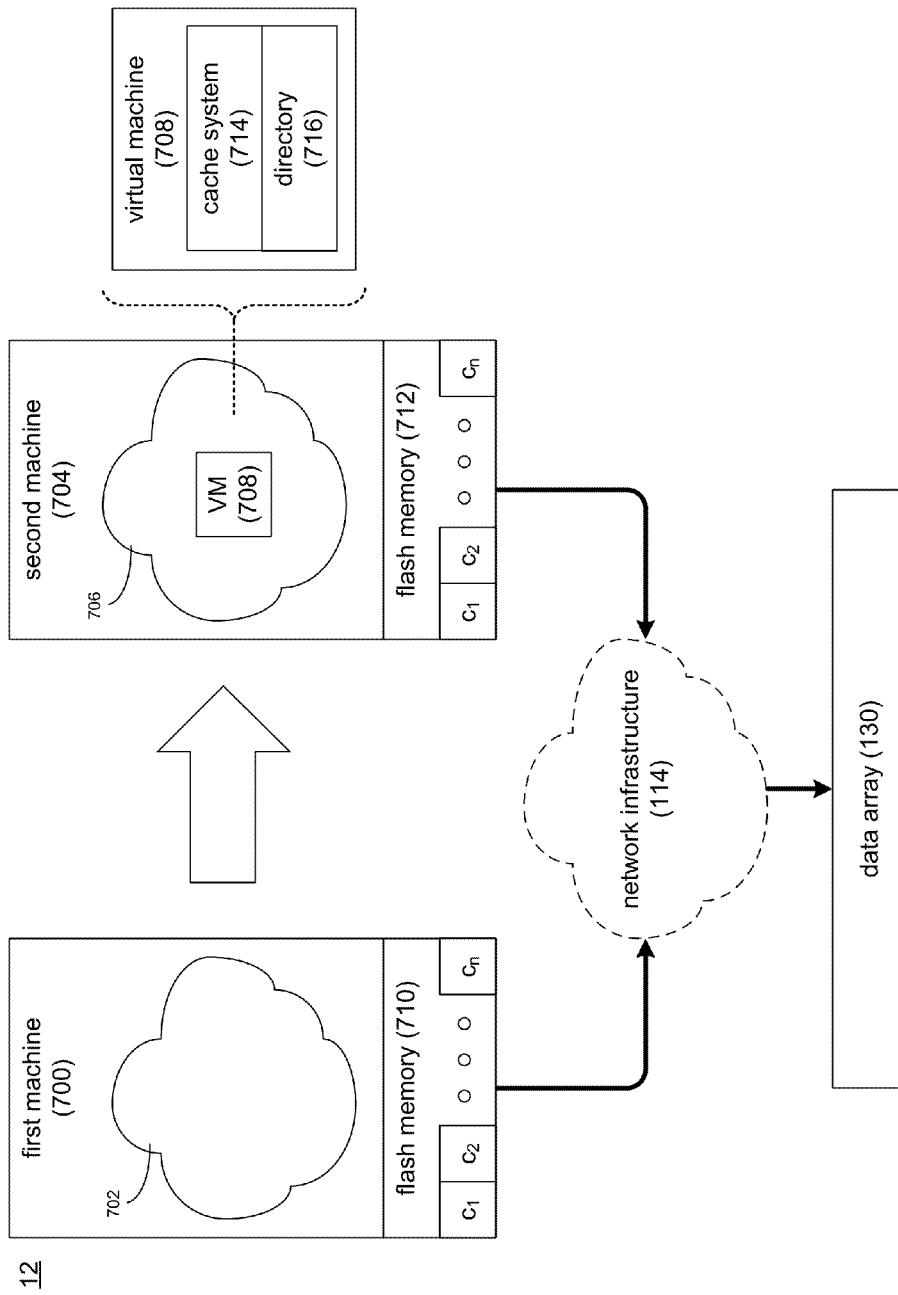 12
first machine
(700)
702
flash memory (710)
c1
c2
cn
second machine
(704)
706
VM
(708)
flash memory (712)
c1
c2
cn
virtual machine
(708)
cache system
(714)
directory
(716)
network infrastructure
(114)
data array (130)